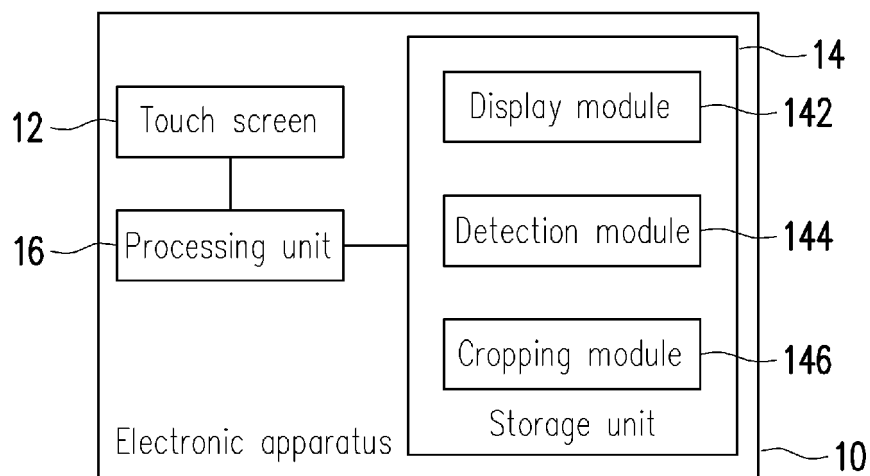 14
Display module
142
12
Touch screen
Detection module
144
16
Processing unit
Cropping module
146
Storage unit
Electronic apparatus
10